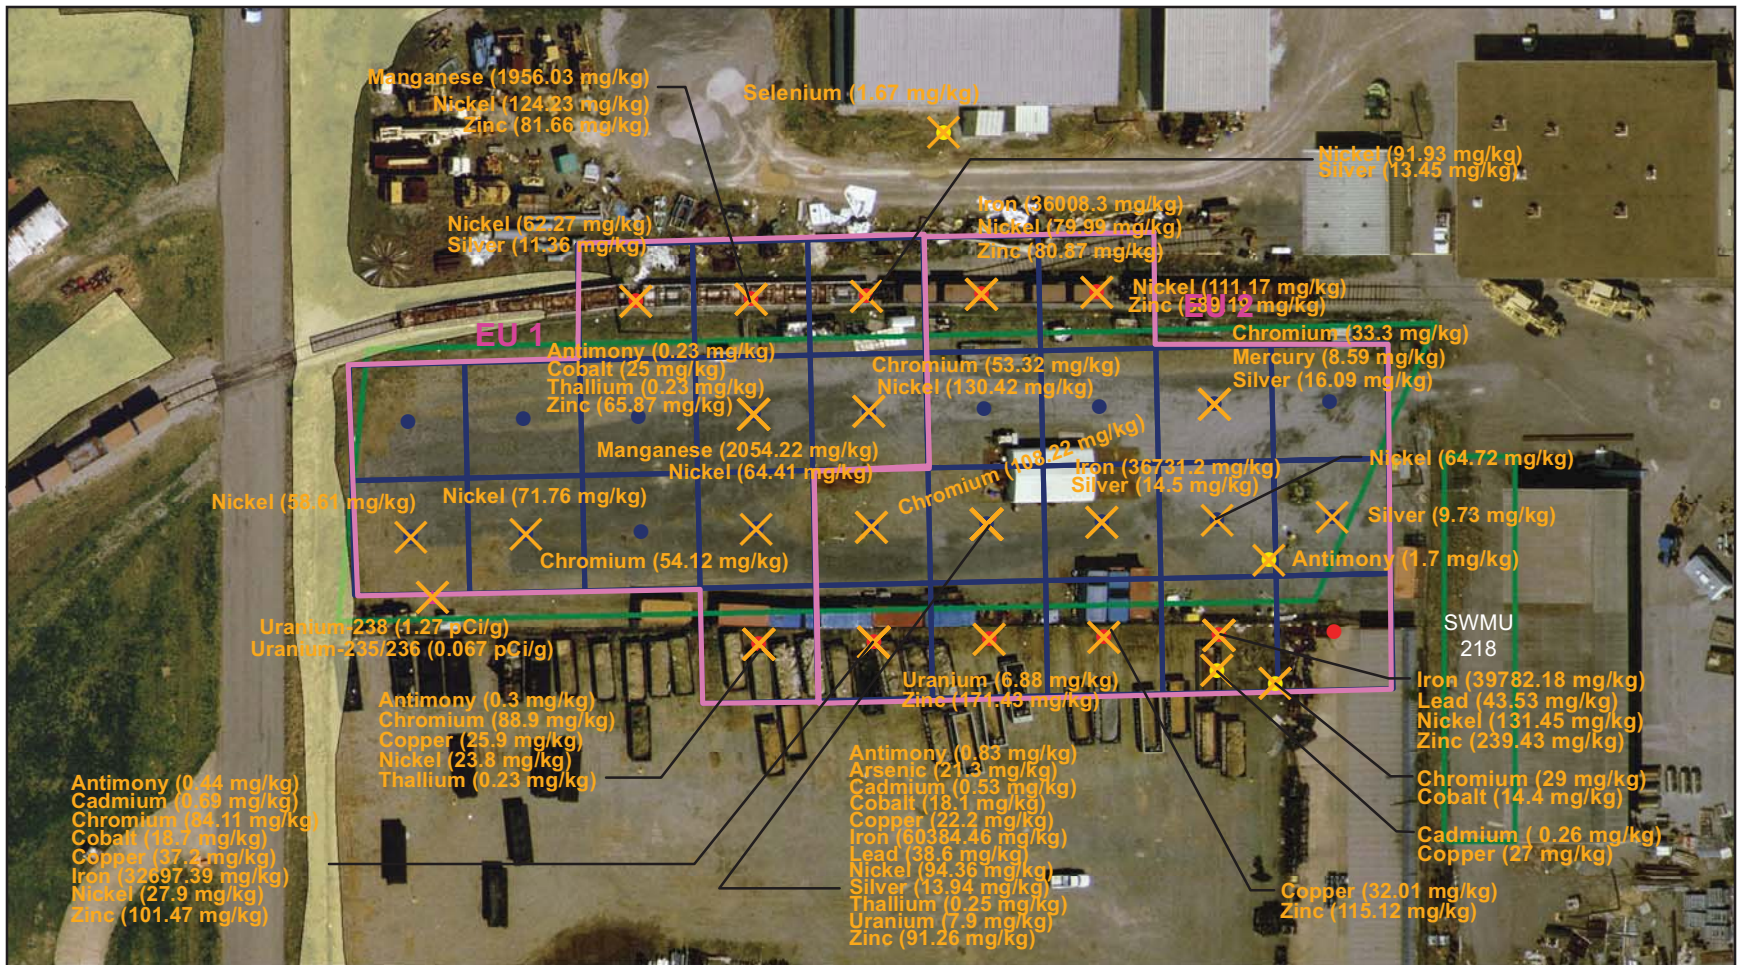 Manganese (1956.03 mg/kg)
Nickel (124.23 mg/kg)
Zinc (81.66 mg/kg)
Selenium (1.67 mg/kg)
Nickel (91.93 mg/kg)
Silver (13.45 mg/kg)
Nickel (62.27 mg/kg)
Silver (11.36 mg/kg)
Iron (36008.3 mg/kg)
Nickel (79.99 mg/kg)
Zinc (80.87 mg/kg)
Nickel (111.17 mg/kg)
Zinc (589.12 mg/kg)
EU 1
EU 2
Antimony (0.23 mg/kg)
Cobalt (25 mg/kg)
Thallium (0.23 mg/kg)
Zinc (65.87 mg/kg)
Chromium (53.32 mg/kg)
Nickel (130.42 mg/kg)
Chromium (33.3 mg/kg)
Mercury (8.59 mg/kg)
Silver (16.09 mg/kg)
Manganese (2054.22 mg/kg)
Nickel (64.41 mg/kg)
Chromium (108.22 mg/kg)
Iron (36731.2 mg/kg)
Silver (14.5 mg/kg)
Nickel (64.72 mg/kg)
Nickel (58.61 mg/kg)
Nickel (71.76 mg/kg)
Silver (9.73 mg/kg)
Chromium (54.12 mg/kg)
Antimony (1.7 mg/kg)
Uranium-238 (1.27 pCi/g)
Uranium-235/236 (0.067 pCi/g)
SWMU
218
Uranium (6.88 mg/kg)
Zinc (171.43 mg/kg)
Antimony (0.3 mg/kg)
Chromium (88.9 mg/kg)
Copper (25.9 mg/kg)
Nickel (23.8 mg/kg)
Thallium (0.23 mg/kg)
Iron (39782.18 mg/kg)
Lead (43.53 mg/kg)
Nickel (131.45 mg/kg)
Zinc (239.43 mg/kg)
Chromium (29 mg/kg)
Cobalt (14.4 mg/kg)
Cadmium ( 0.26 mg/kg)
Copper (27 mg/kg)
Antimony (0.44 mg/kg)
Cadmium (0.69 mg/kg)
Chromium (84.11 mg/kg)
Cobalt (18.7 mg/kg)
Copper (37.2 mg/kg)
Iron (32697.39 mg/kg)
Nickel (27.9 mg/kg)
Zinc (101.47 mg/kg)
Antimony (0.83 mg/kg)
Arsenic (21.3 mg/kg)
Cadmium (0.53 mg/kg)
Cobalt (18.1 mg/kg)
Copper (22.2 mg/kg)
Iron (60384.46 mg/kg)
Lead (38.6 mg/kg)
Nickel (94.36 mg/kg)
Silver (13.94 mg/kg)
Thallium (0.25 mg/kg)
Uranium (7.9 mg/kg)
Zinc (91.26 mg/kg)
Copper (32.01 mg/kg)
Zinc (115.12 mg/kg)